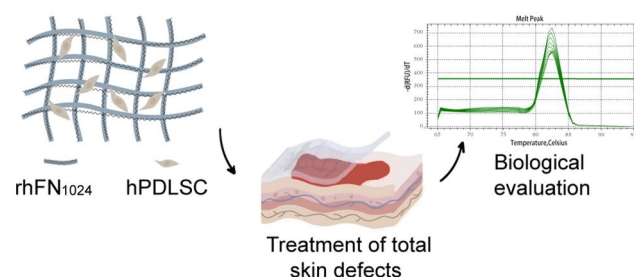 rhFN₁₀₂₄
hPDLSC
Treatment of total
skin defects
Melt Peak
-d(RFU)/dT
700
600
500
400
300
200
100
0
65
70
75
80
85
90
Temperature,Celsius
Biological
evaluation